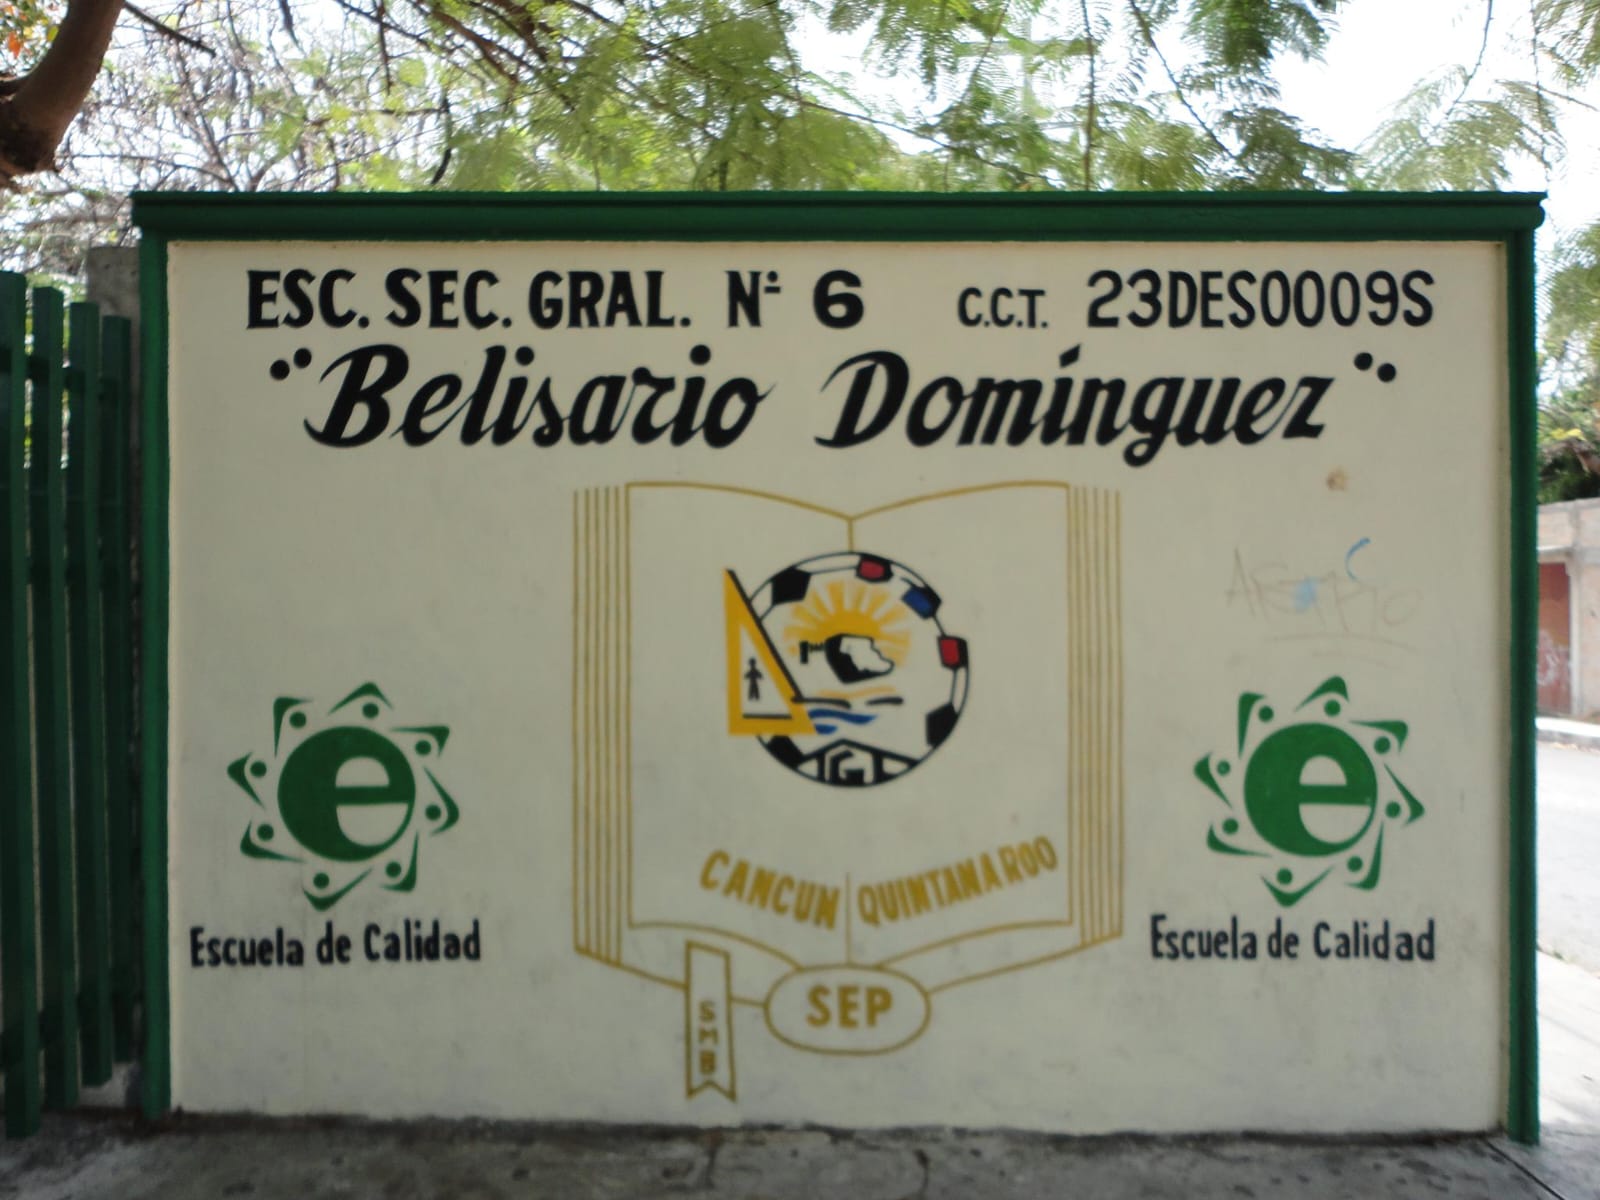 ESC. SEC. GRAL. Nº 6 C.C.T. 23DES0009S
"Belisario Domínguez"
e
e
CANCUN QUINTANA ROO
Escuela de Calidad
Escuela de Calidad
SEP
SMB